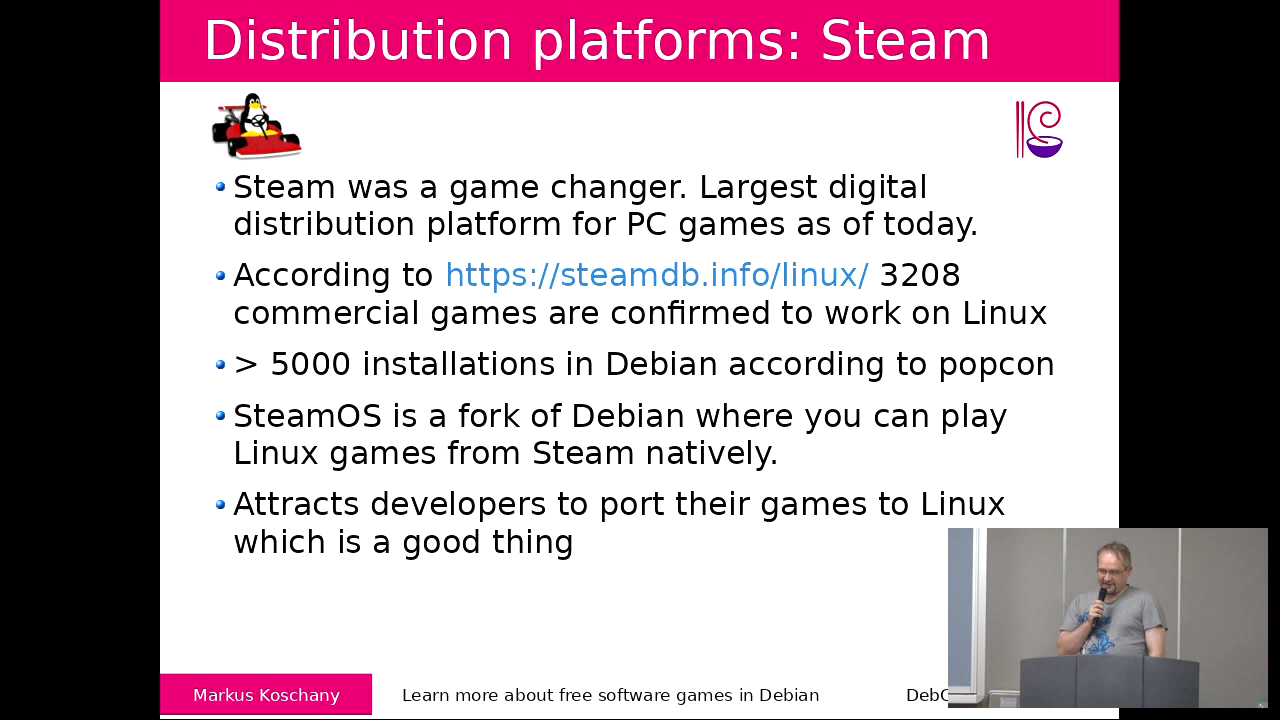 Distribution platforms: Steam
Steam was a game changer. Largest digital
distribution platform for PC games as of today.
According to https://steamdb.info/linux/ 3208
commercial games are confirmed to work on Linux
> 5000 installations in Debian according to popcon
SteamOS is a fork of Debian where you can play
Linux games from Steam natively.
Attracts developers to port their games to Linux
which is a good thing
Markus Koschany
Learn more about free software games in Debian